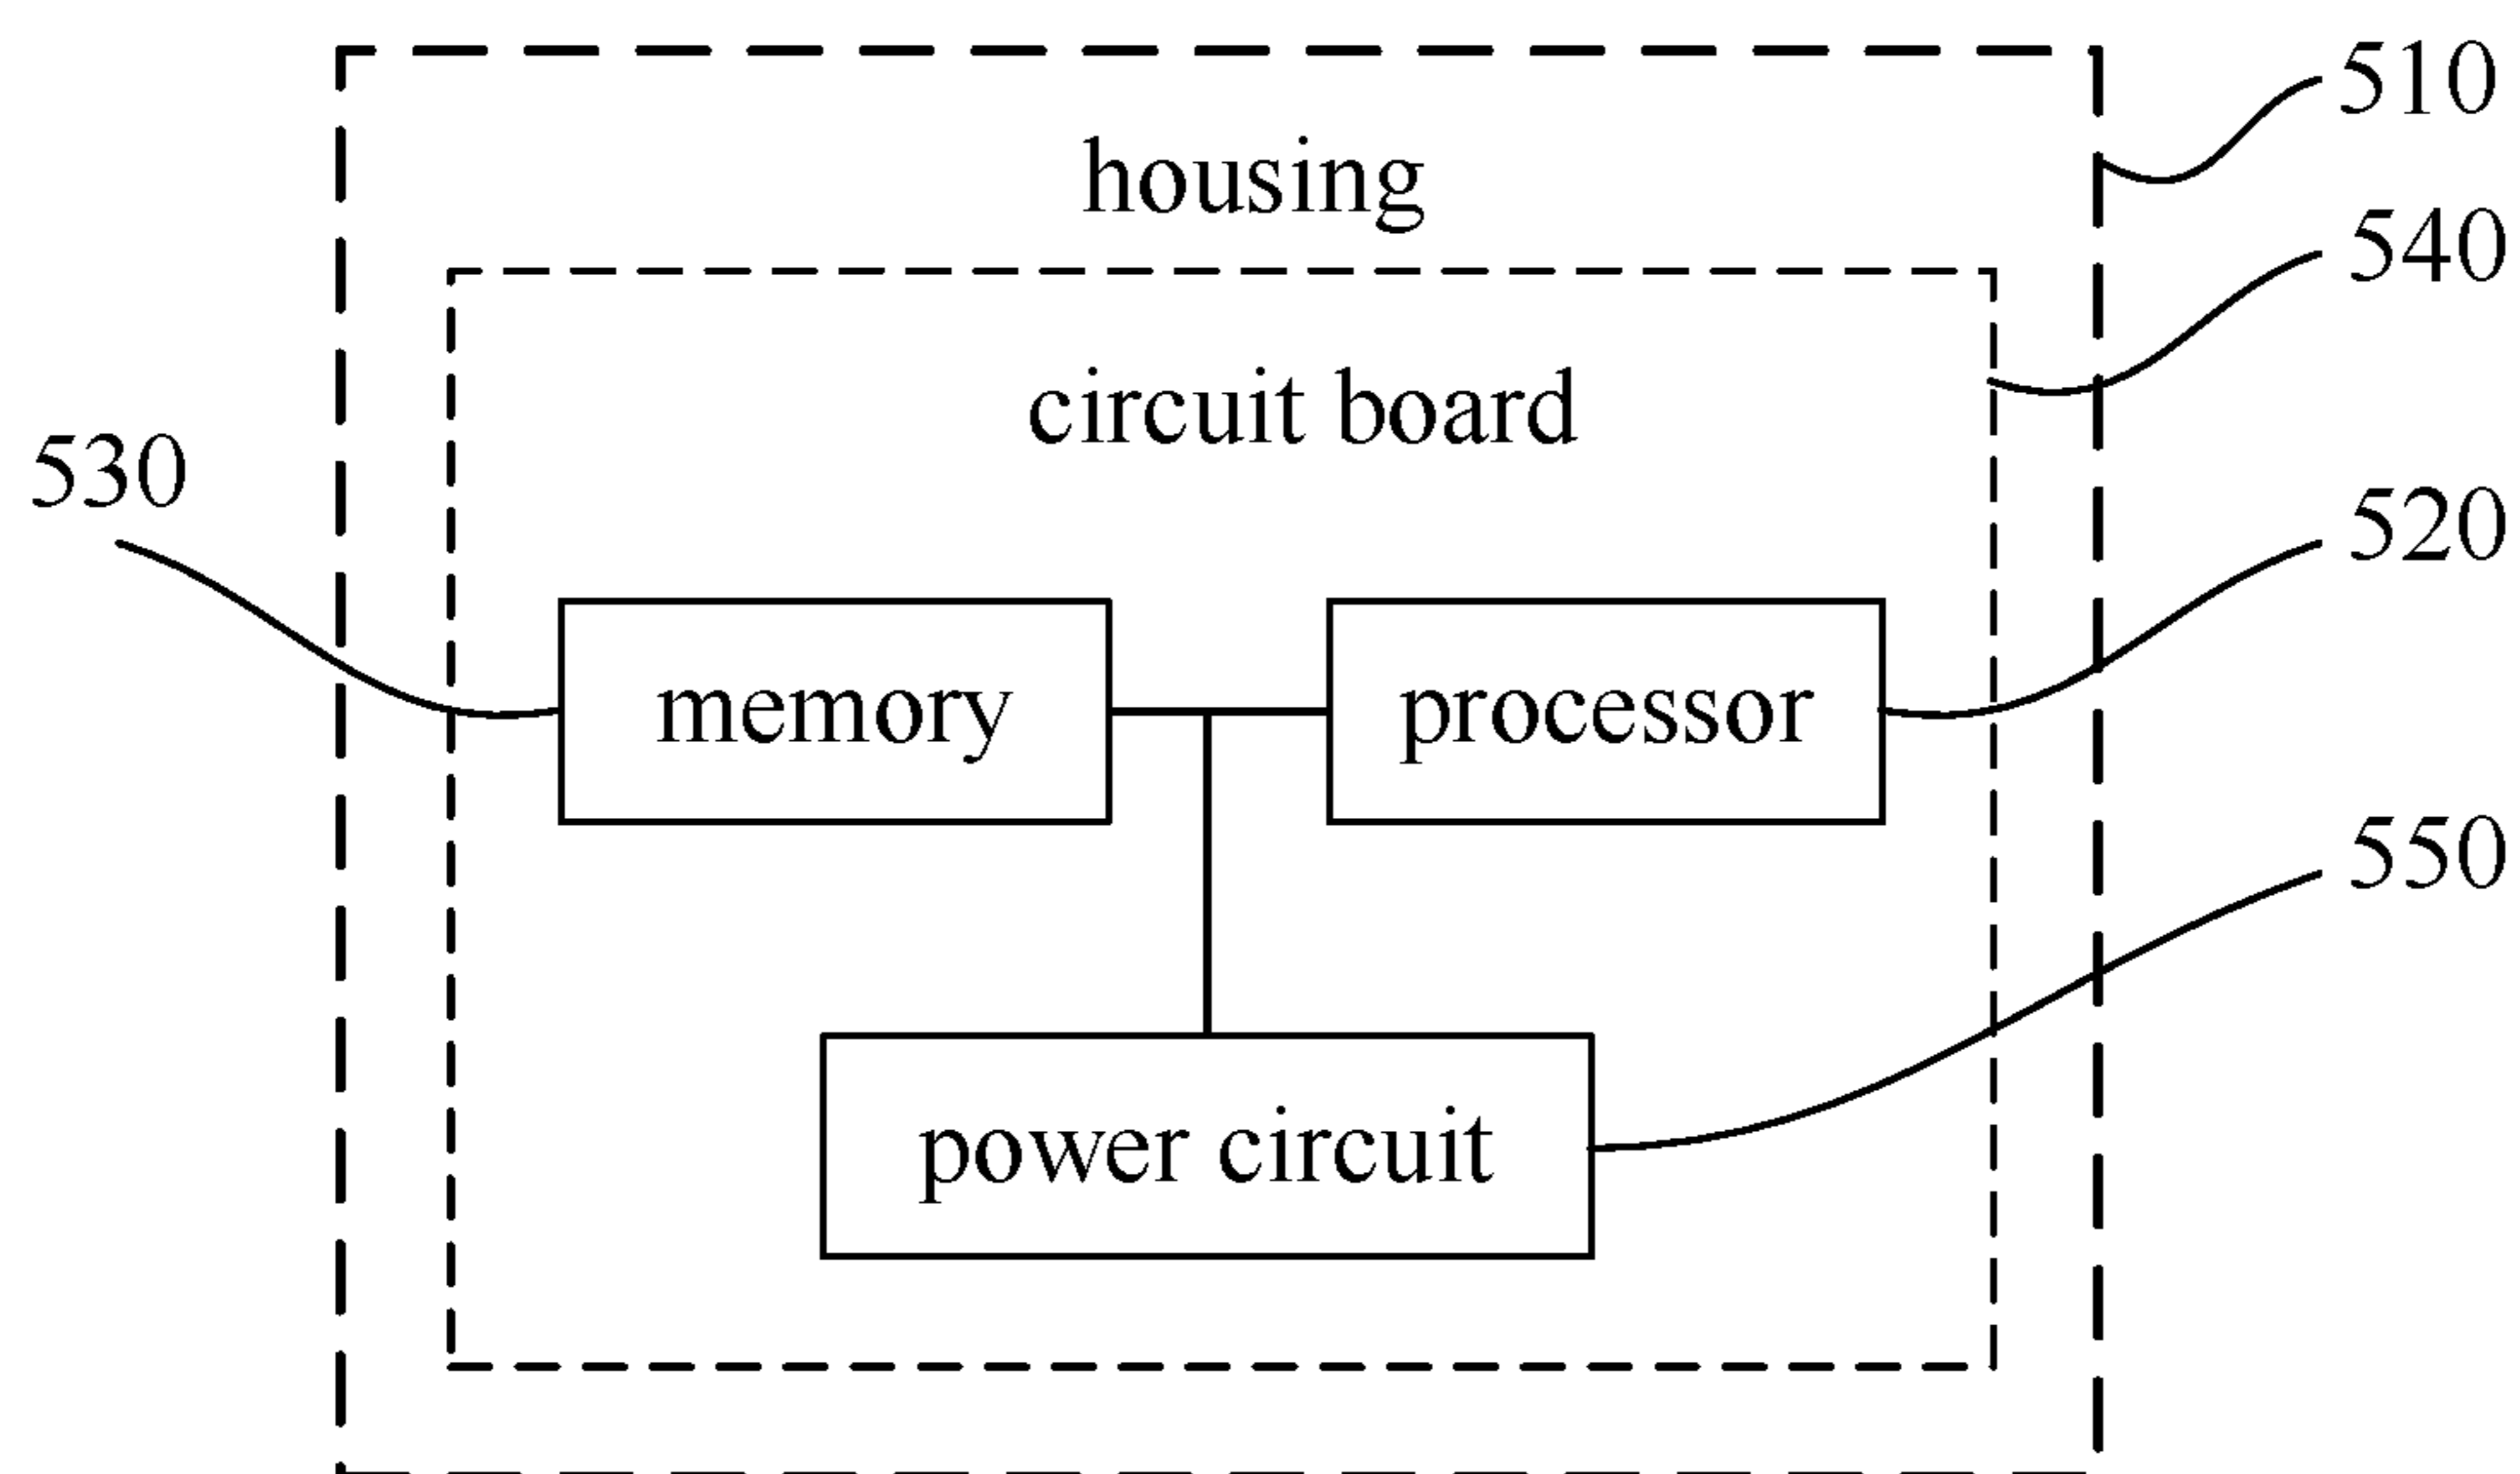 510
housing
540
circuit board
530
520
memory
processor
550
power circuit